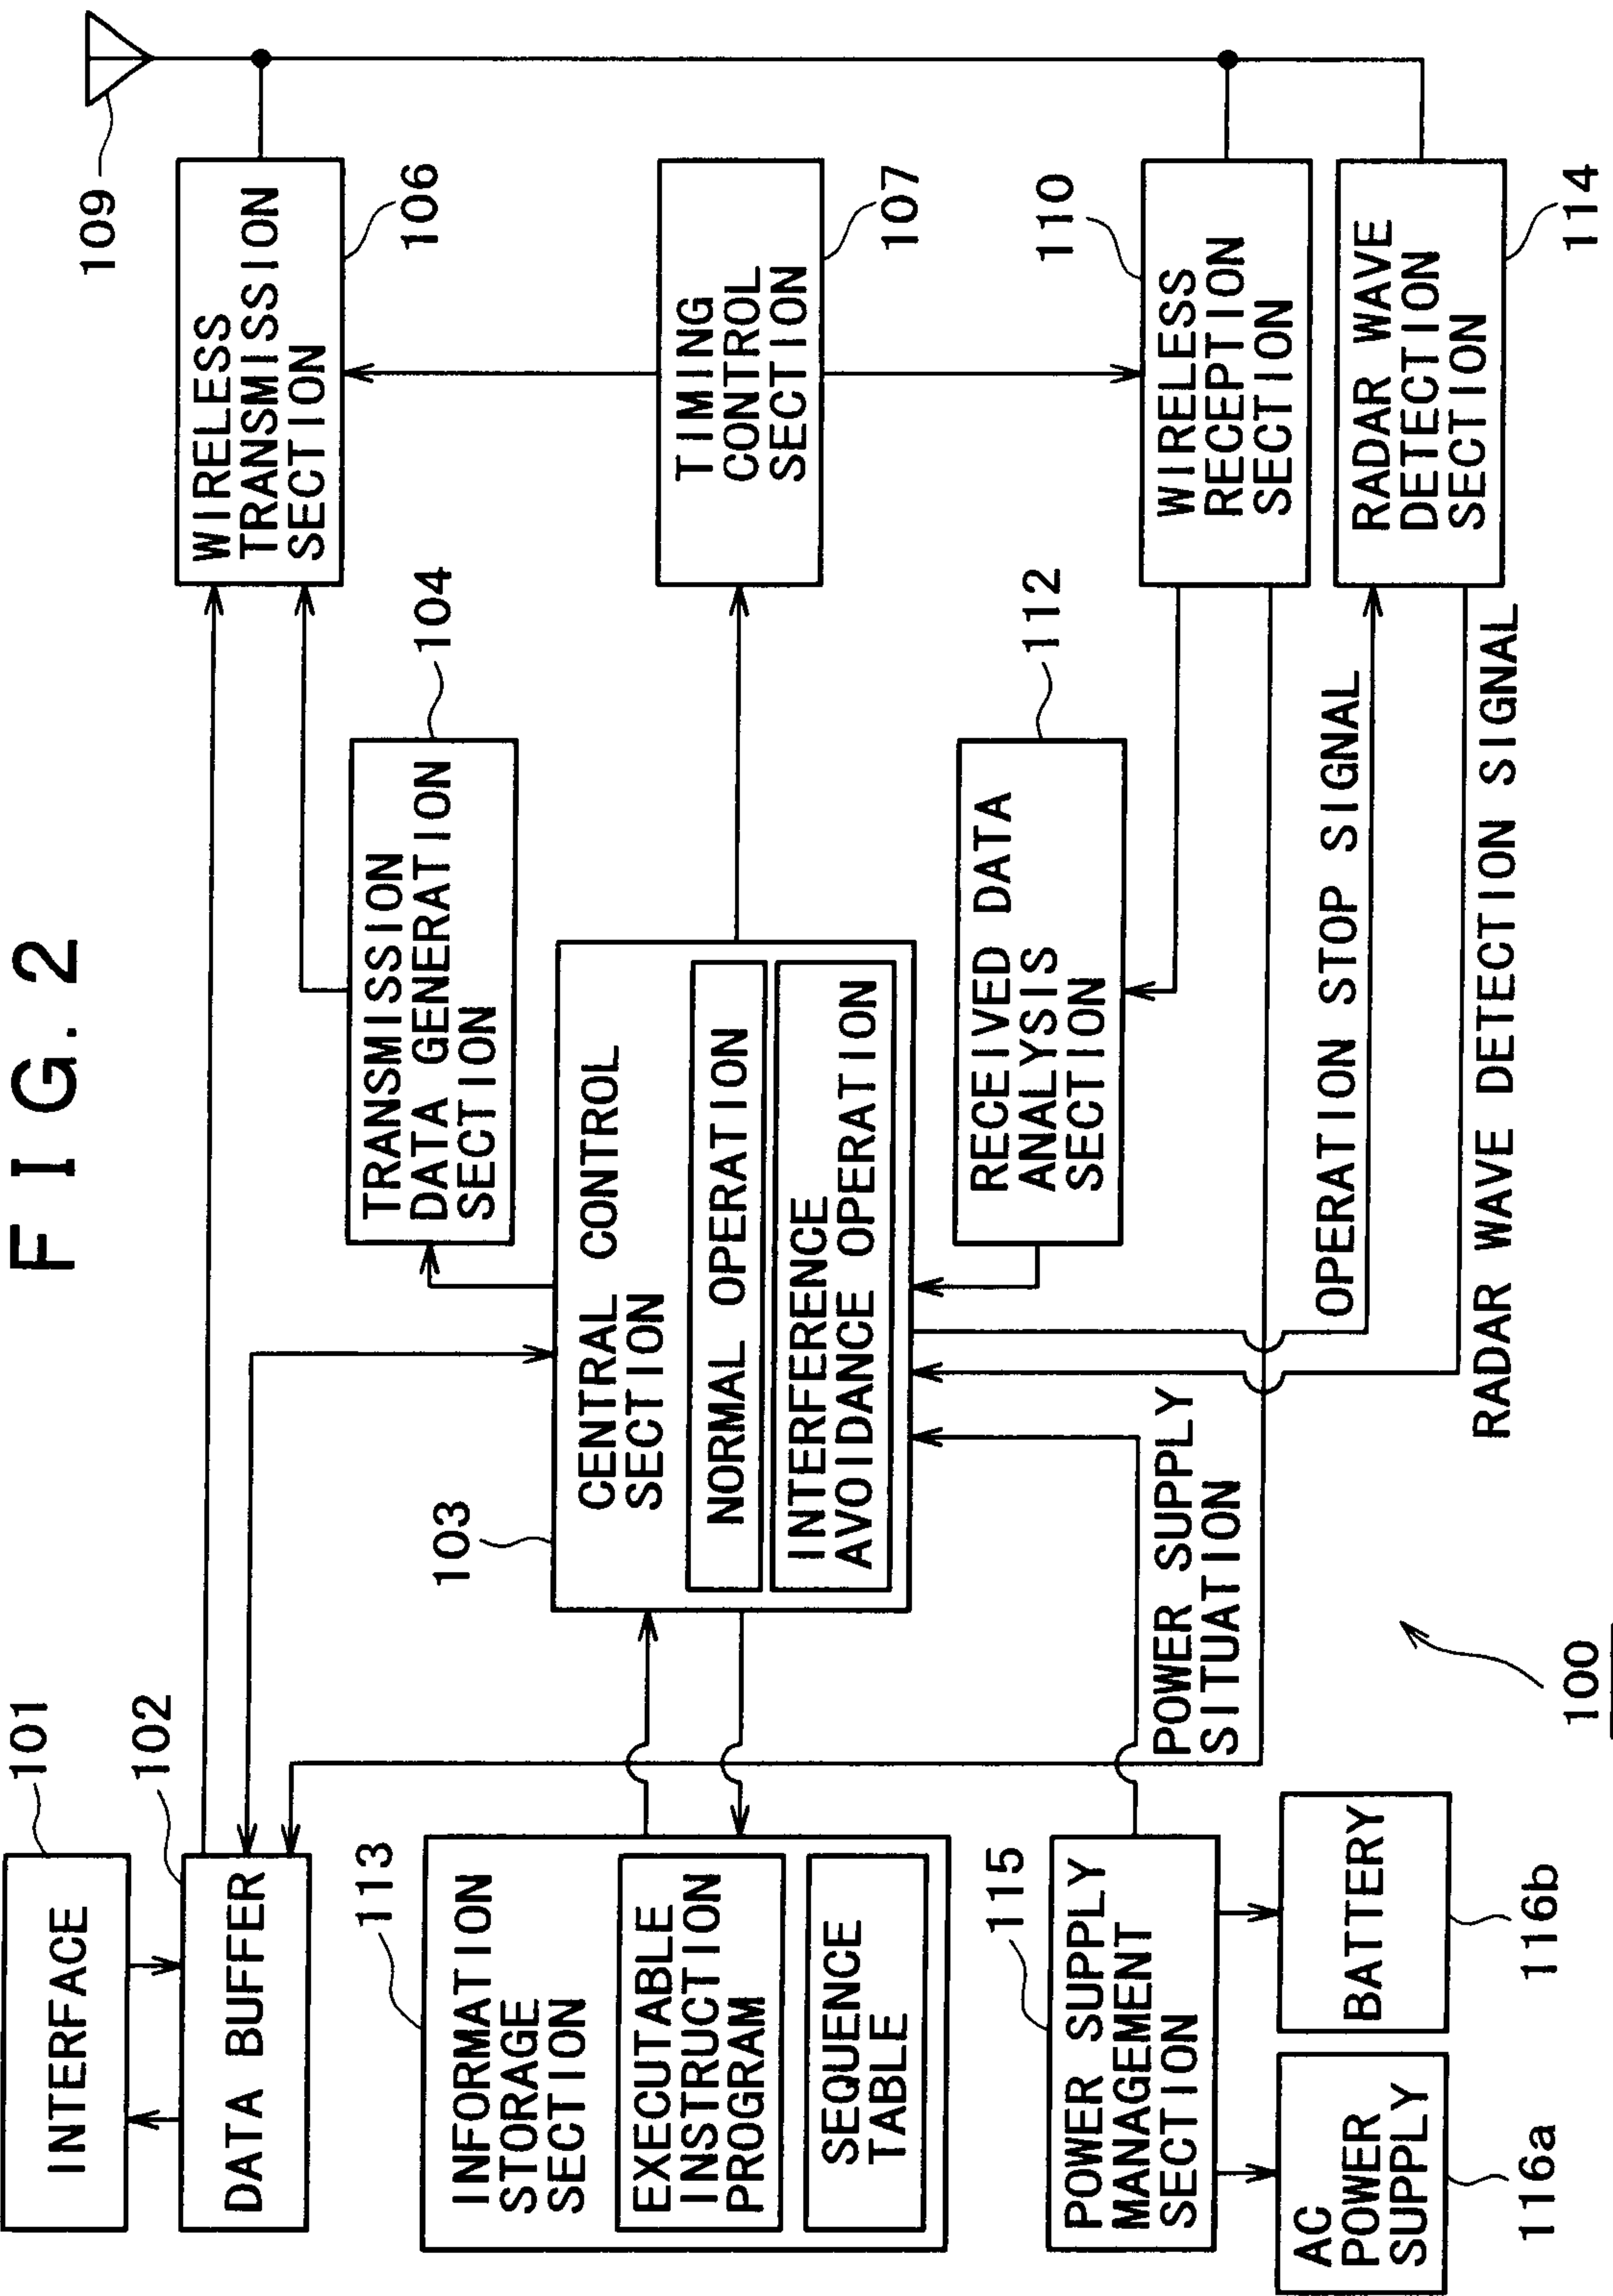 FIG. 2
101
INTERFACE
102
DATA BUFFER
113
INFORMATION
STORAGE
SECTION
EXECUTABLE
INSTRUCTION
PROGRAM
SEQUENCE
TABLE
115
POWER SUPPLY
MANAGEMENT
SECTION
AC
POWER
SUPPLY
116a
BATTERY
116b
103
CENTRAL CONTROL
SECTION
NORMAL OPERATION
INTERFERENCE
AVOIDANCE OPERATION
POWER SUPPLY
SITUATION
100
TRANSMISSION
DATA GENERATION
SECTION
104
RECEIVED DATA
ANALYSIS
SECTION
112
OPERATION STOP SIGNAL
RADAR WAVE DETECTION SIGNAL
109
WIRELESS
TRANSMISSION
SECTION
106
TIMING
CONTROL
SECTION
107
110
WIRELESS
RECEPTION
SECTION
RADAR WAVE
DETECTION
SECTION
114